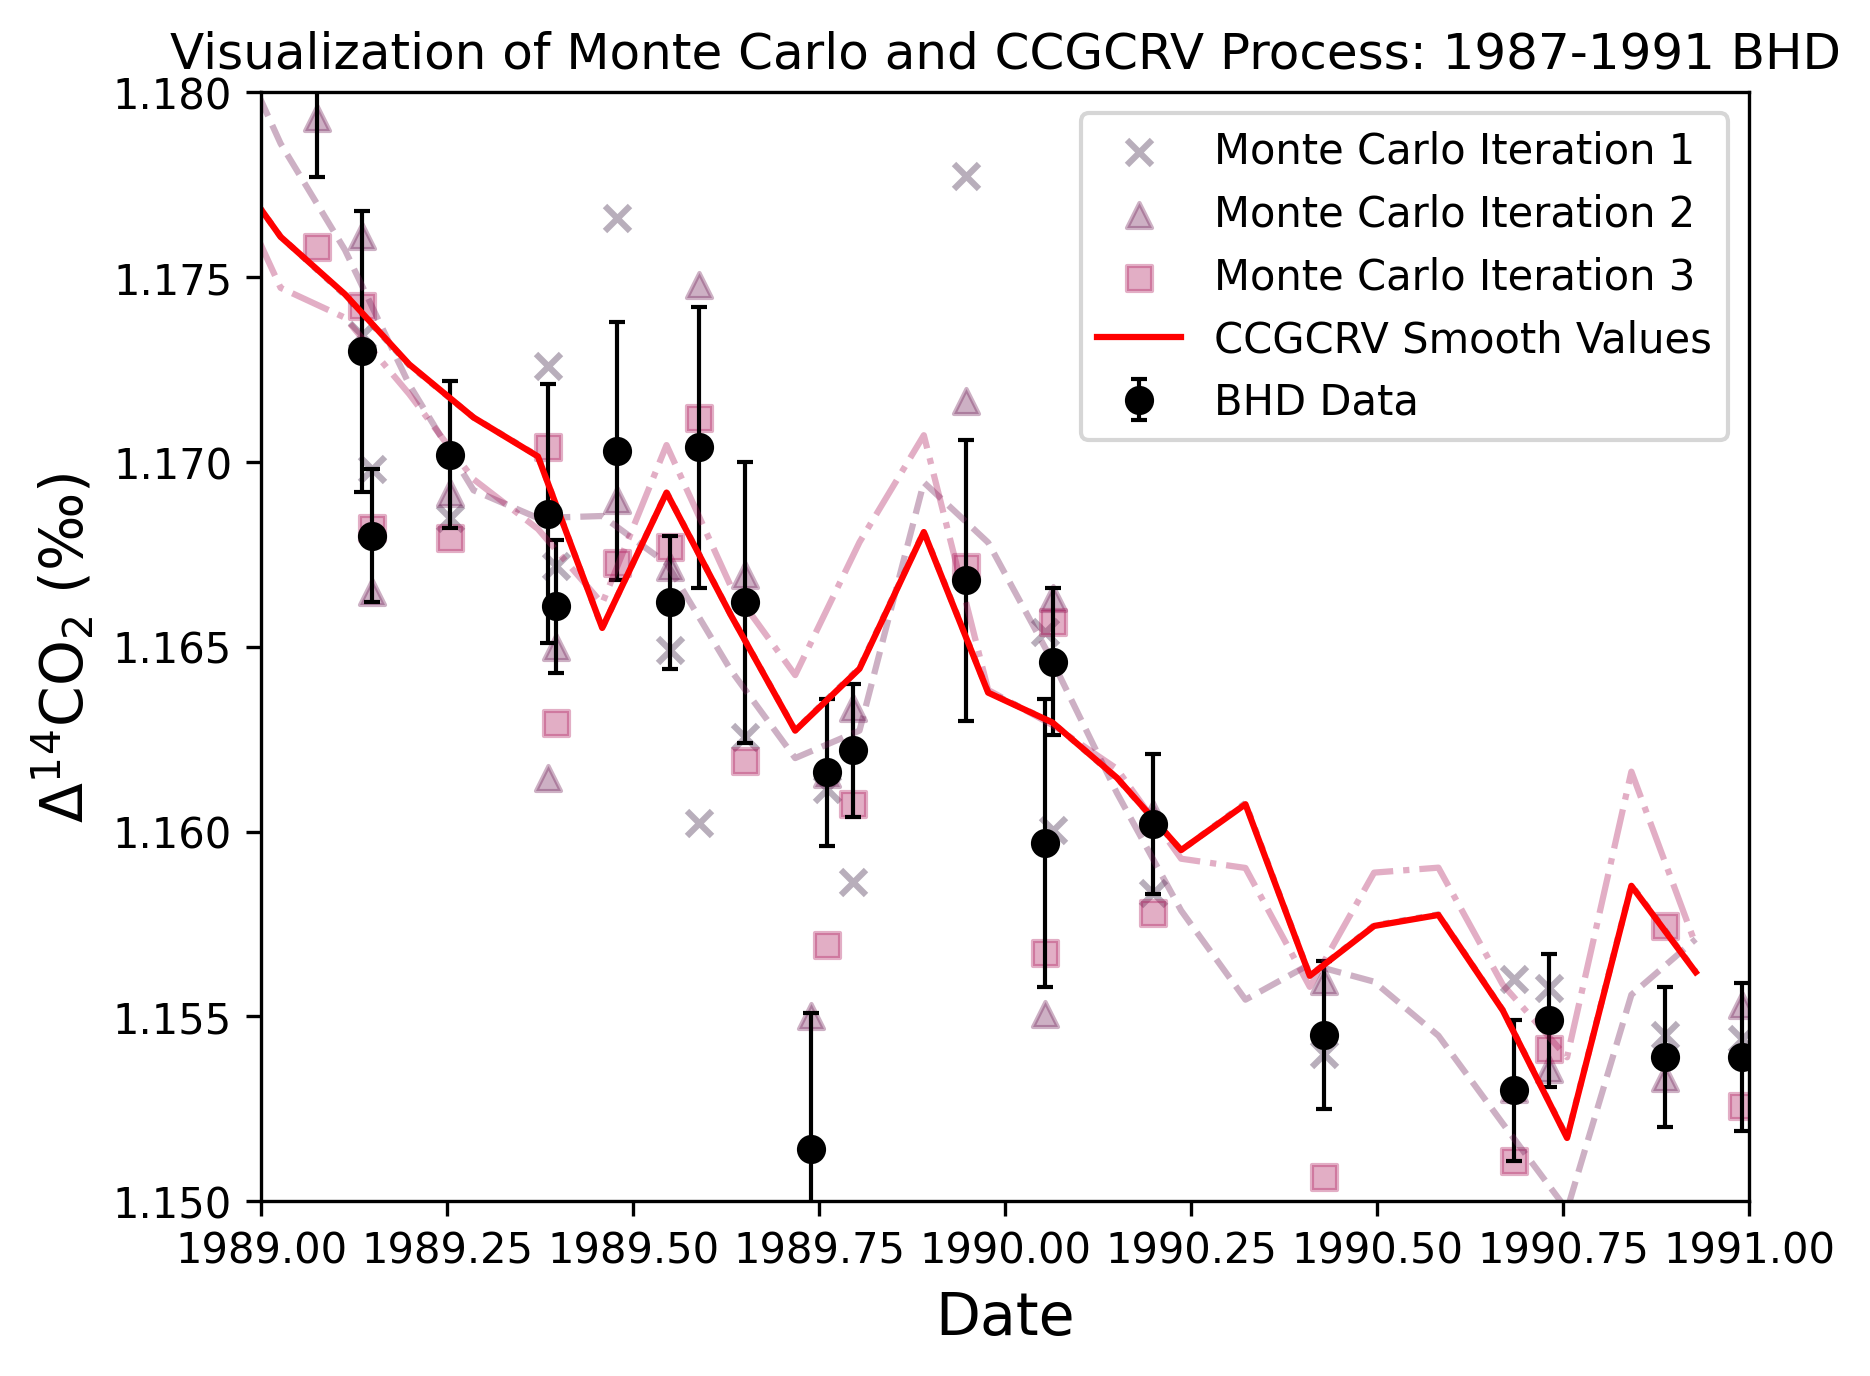 Visualization of Monte Carlo and CCGCRV Process: 1987-1991 BHD
1.180
1.175
1.170
1.165
1.160
1.155
1.150
Δ¹⁴CO₂ (‰)
Monte Carlo Iteration 1
Monte Carlo Iteration 2
Monte Carlo Iteration 3
CCGCRV Smooth Values
BHD Data
1989.00 1989.25 1989.50 1989.75 1990.00 1990.25 1990.50 1990.75 1991.00
Date